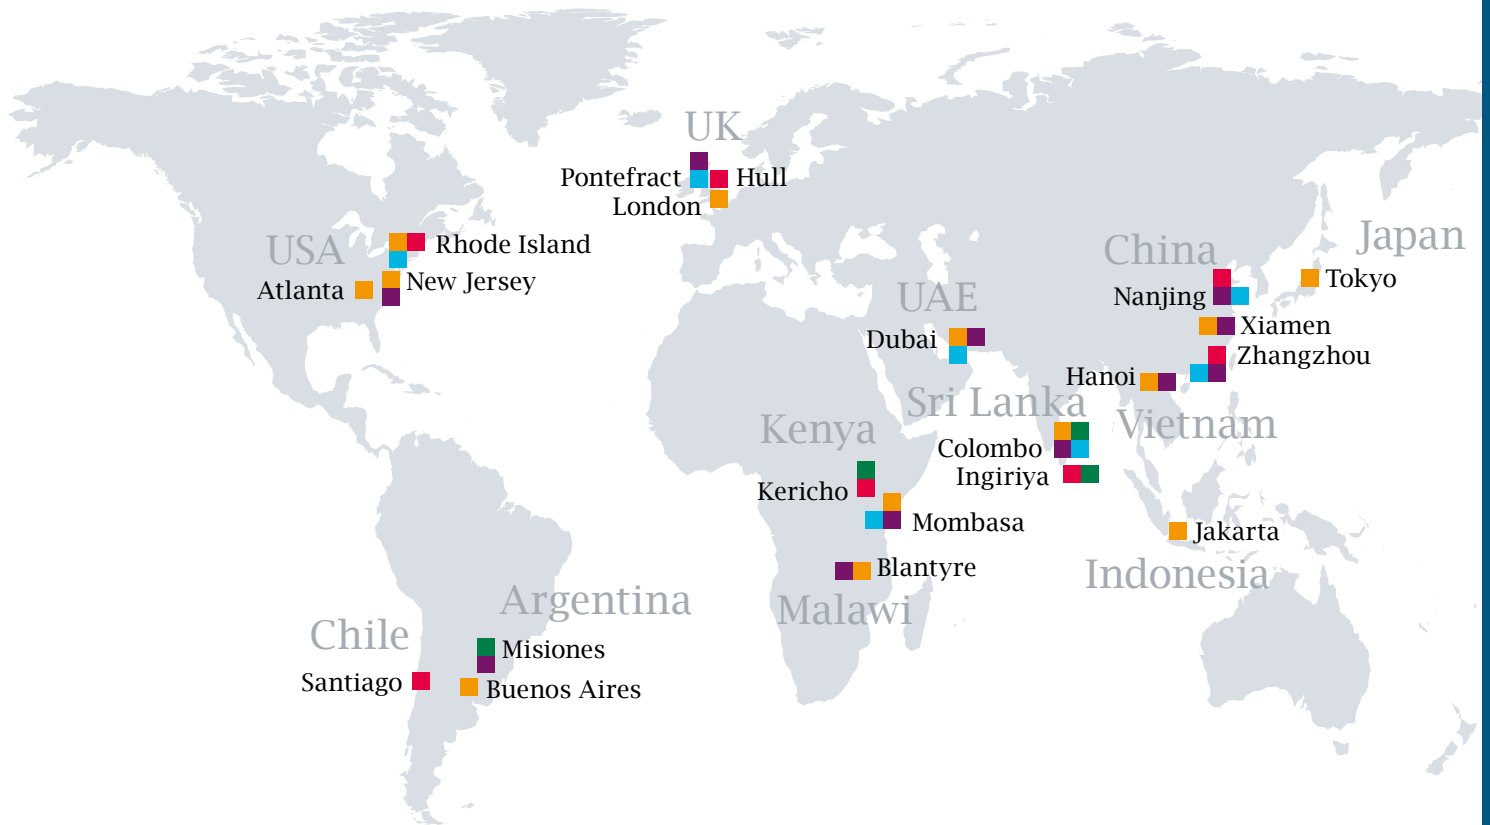 UK
Pontefract
Hull
London
USA
Rhode Island
Atlanta
New Jersey
China
Japan
Nanjing
Tokyo
UAE
Dubai
Xiamen
Zhangzhou
Hanoi
Sri Lanka
Vietnam
Kenya
Colombo
Ingiriya
Kericho
Mombasa
Jakarta
Blantyre
Indonesia
Malawi
Argentina
Chile
Misiones
Santiago
Buenos Aires